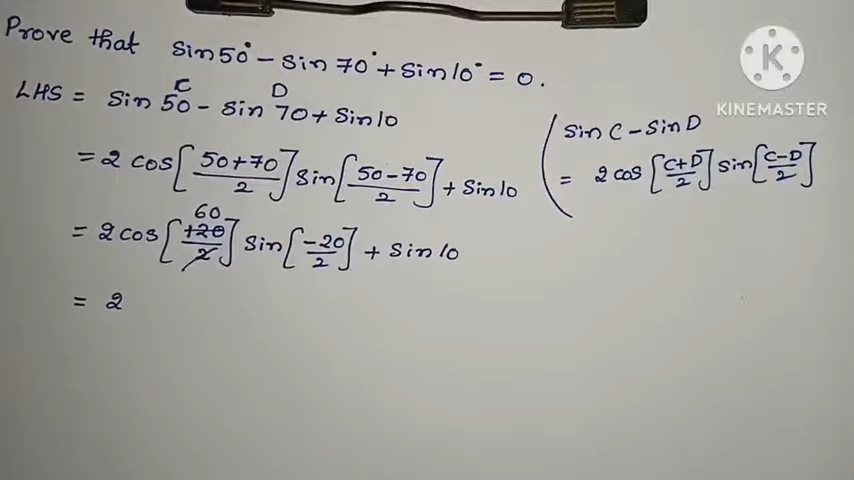 Prove that sin 50° - sin 70° + sin 10° = 0.
K
KINEMASTER
C D
LHS = sin 50 - sin 70 + sin 10
sin C - sin D
= 2 cos [C+D/2] sin [C-D/2]
= 2 cos [50+70/2] sin [50-70/2] + sin 10
60
= 2 cos [120/2] sin [-20/2] + sin 10
= 2